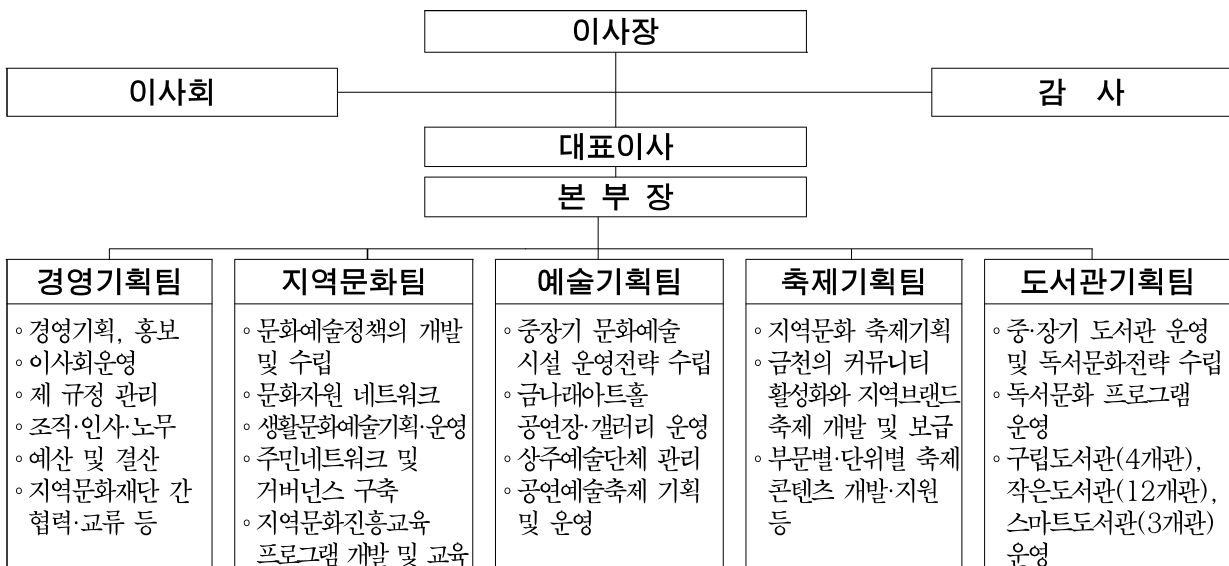 이사장
이사회
감 사
대표이사
본 부 장
경영기획팀
◦ 경영기획, 홍보
◦ 이사회운영
◦ 제 규정 관리
◦ 조직·인사·노무
◦ 예산 및 결산
◦ 지역문화재단 간
협력·교류 등
지역문화팀
◦ 문화예술정책의 개발
및 수립
◦ 문화자원 네트워크
◦ 생활문화예술기획·운영
◦ 주민네트워크 및
거버넌스 구축
◦ 지역문화진흥교육
프로그램 개발 및 교육
예술기획팀
◦ 중장기 문화예술
시설 운영전략 수립
◦ 금나래아트홀
공연장·갤러리 운영
◦ 상주예술단체 관리
◦ 공연예술축제 기획
및 운영
축제기획팀
◦ 지역문화 축제기획
◦ 금천의 커뮤니티
활성화와 지역브랜드
축제 개발 및 보급
◦ 부문별·단위별 축제
콘텐츠 개발·지원
등
도서관기획팀
◦ 중·장기 도서관 운영
및 독서문화전략 수립
◦ 독서문화 프로그램
운영
◦ 구립도서관(4개관),
작은도서관(12개관),
스마트도서관(3개관)
운영